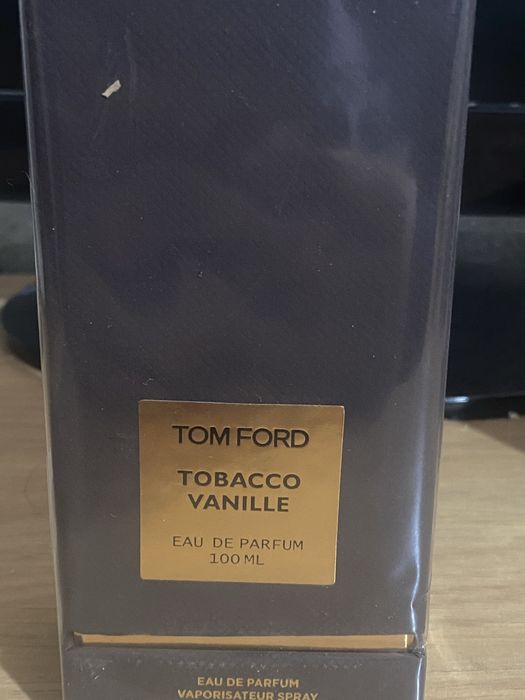 TOM FORD
TOBACCO
VANILLE
EAU DE PARFUM
100 ML
EAU DE PARFUM
VAPORISATEUR SPRAY